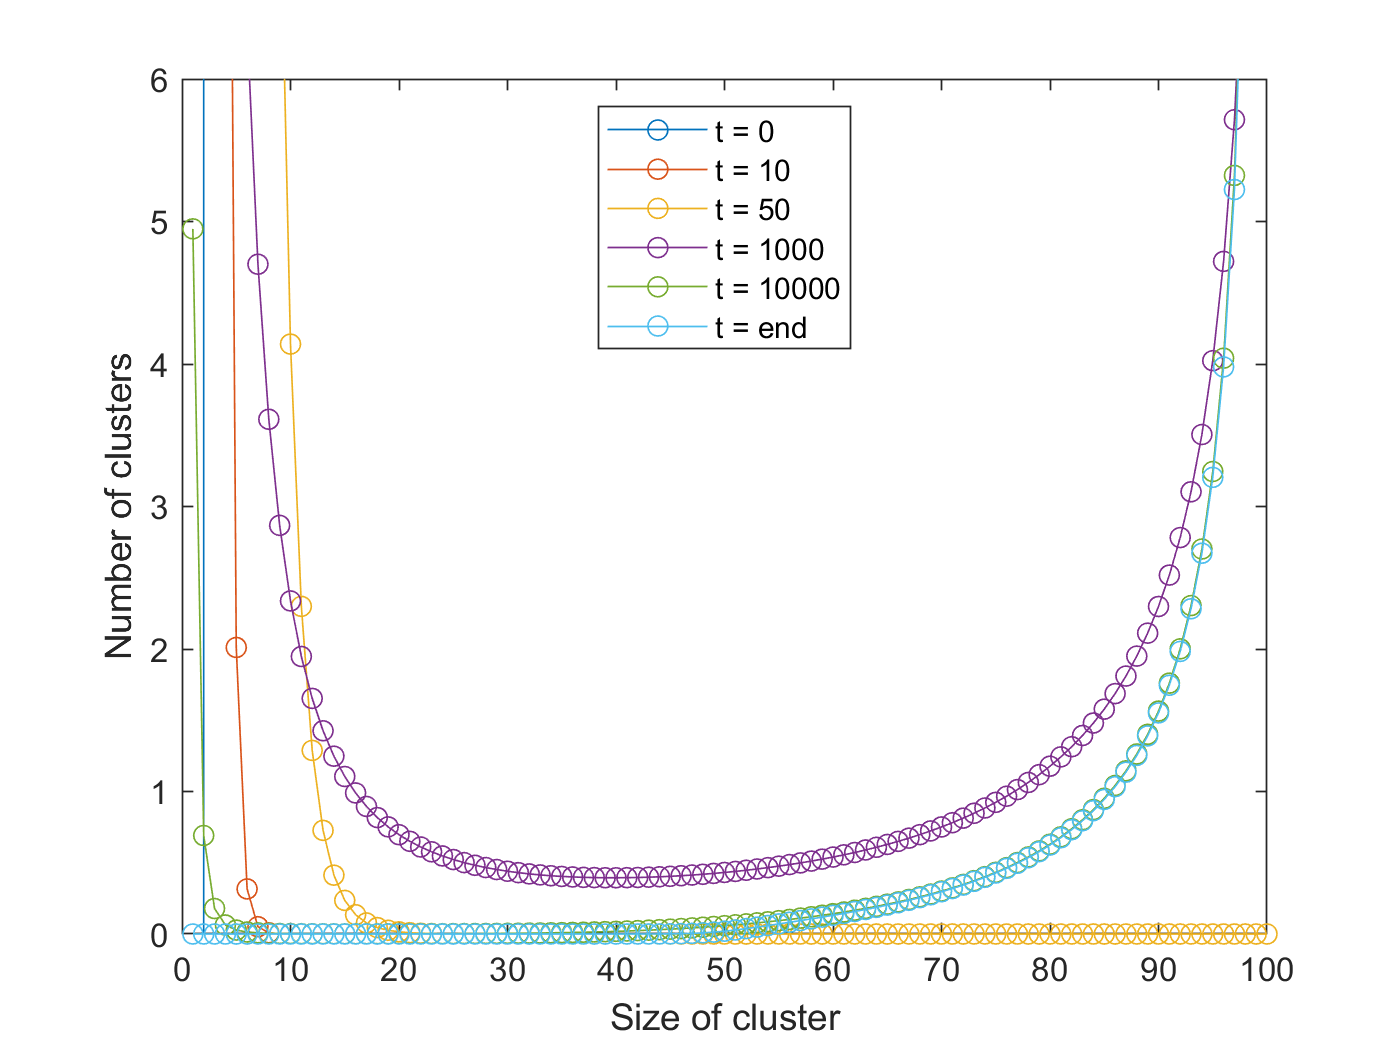 6
5
4
3
2
1
0
Number of clusters
t = 0
t = 10
t = 50
t = 1000
t = 10000
t = end
0 10 20 30 40 50 60 70 80 90 100
Size of cluster